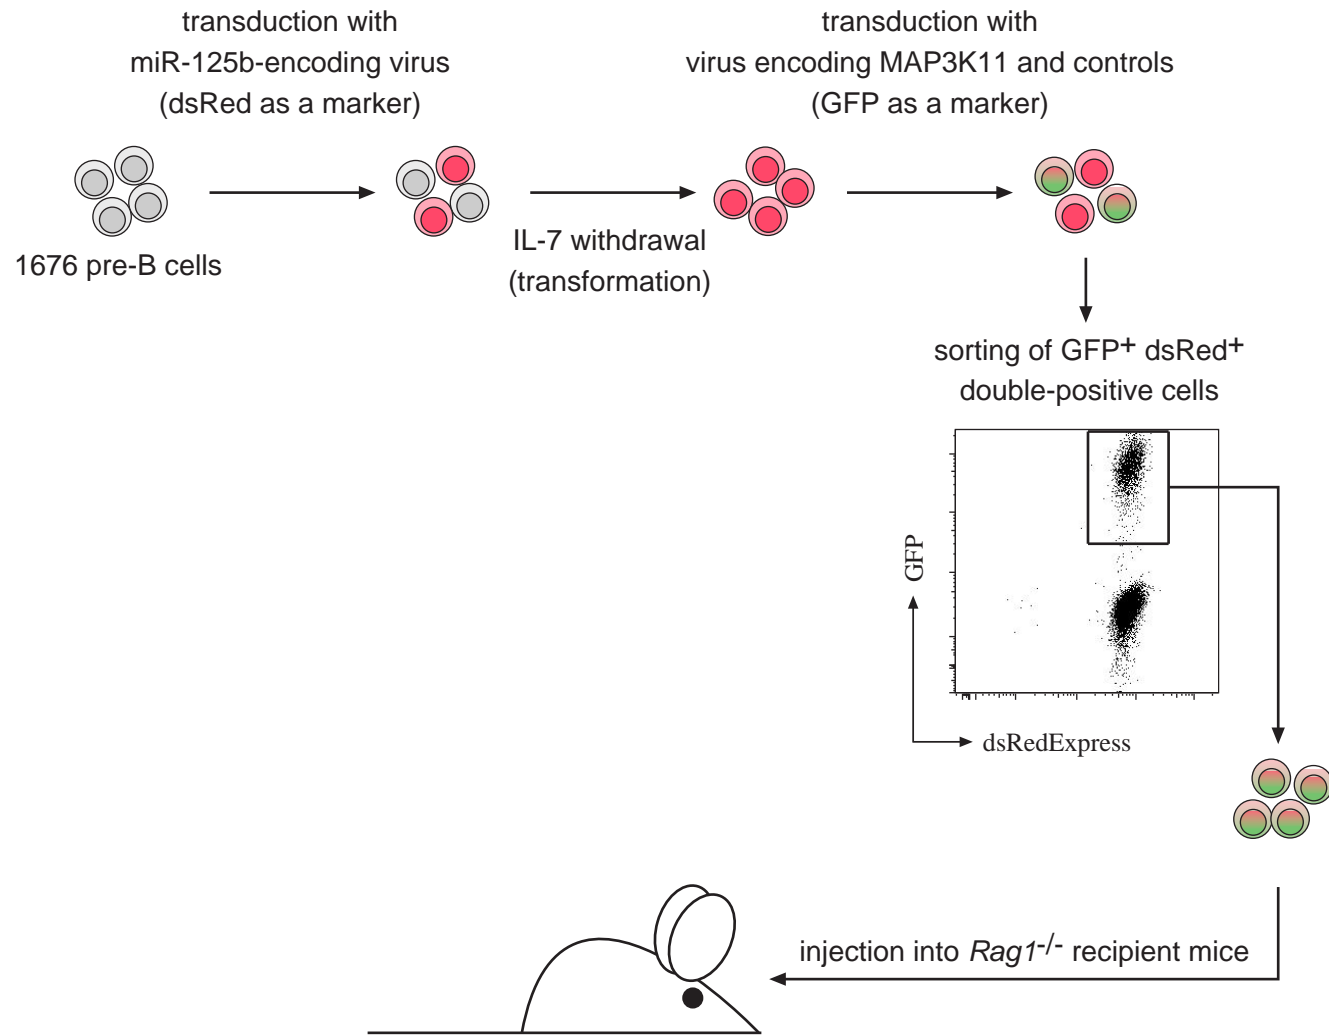 transduction with
miR-125b-encoding virus
(dsRed as a marker)
transduction with
virus encoding MAP3K11 and controls
(GFP as a marker)
1676 pre-B cells
IL-7 withdrawal
(transformation)
sorting of GFP+ dsRed+
double-positive cells
GFP
dsRedExpress
injection into Rag1-/- recipient mice